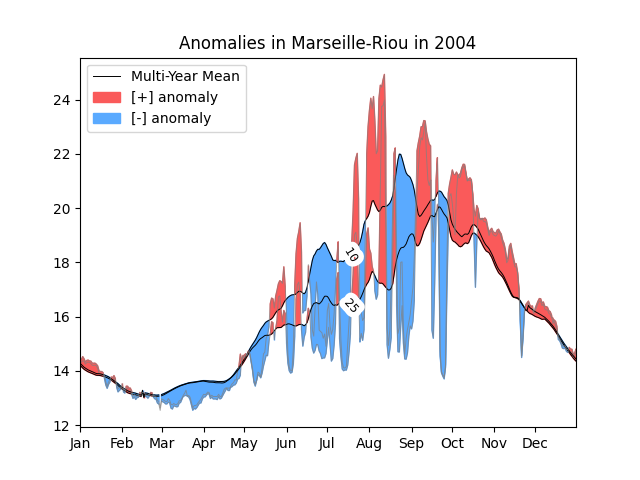 Anomalies in Marseille-Riou in 2004
Multi-Year Mean
[+] anomaly
[-] anomaly
24
22
20
18
16
14
12
10
25
Jan Feb Mar Apr May Jun Jul Aug Sep Oct Nov Dec